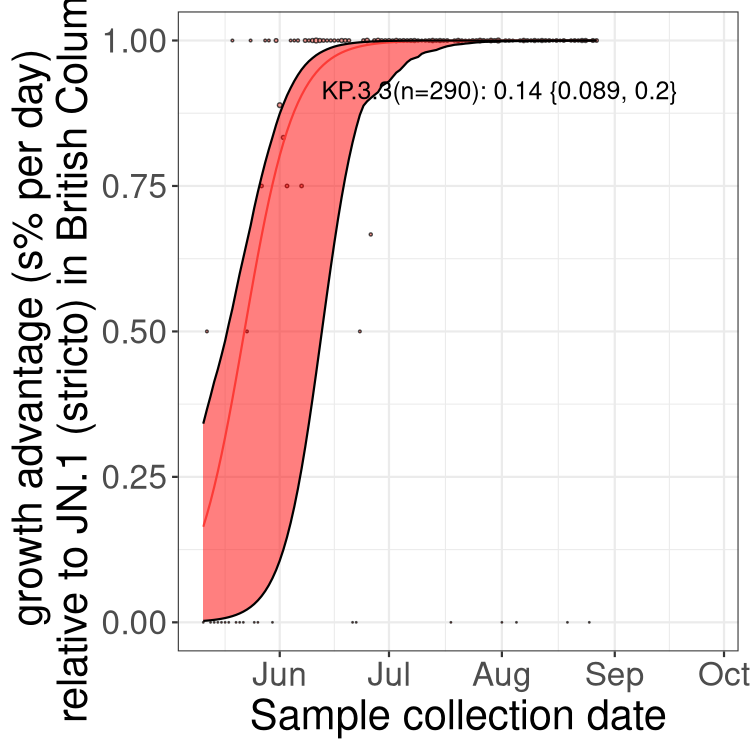 growth advantage (s% per day)
relative to JN.1 (stricto) in British Colum
1.00
0.75
0.50
0.25
0.00
KP.3.3(n=290): 0.14 {0.089, 0.2}
Jun Jul Aug Sep Oct
Sample collection date